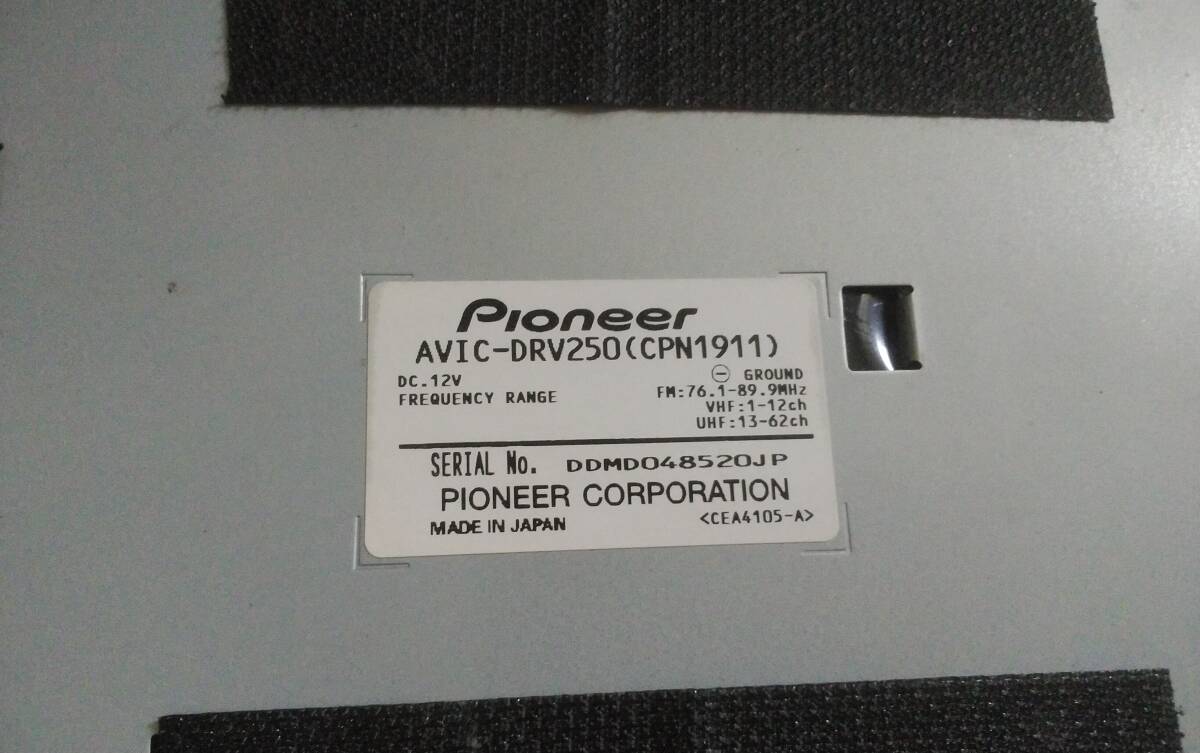 Pioneer
AVIC-DRV250(CPN1911)
DC.12V ⊖ GROUND
FREQUENCY RANGE FM:76.1-89.9MHz
VHF:1-12ch
UHF:13-62ch
SERIAL No. DDMD048520JP
PIONEER CORPORATION
MADE IN JAPAN <CEA4105-A>